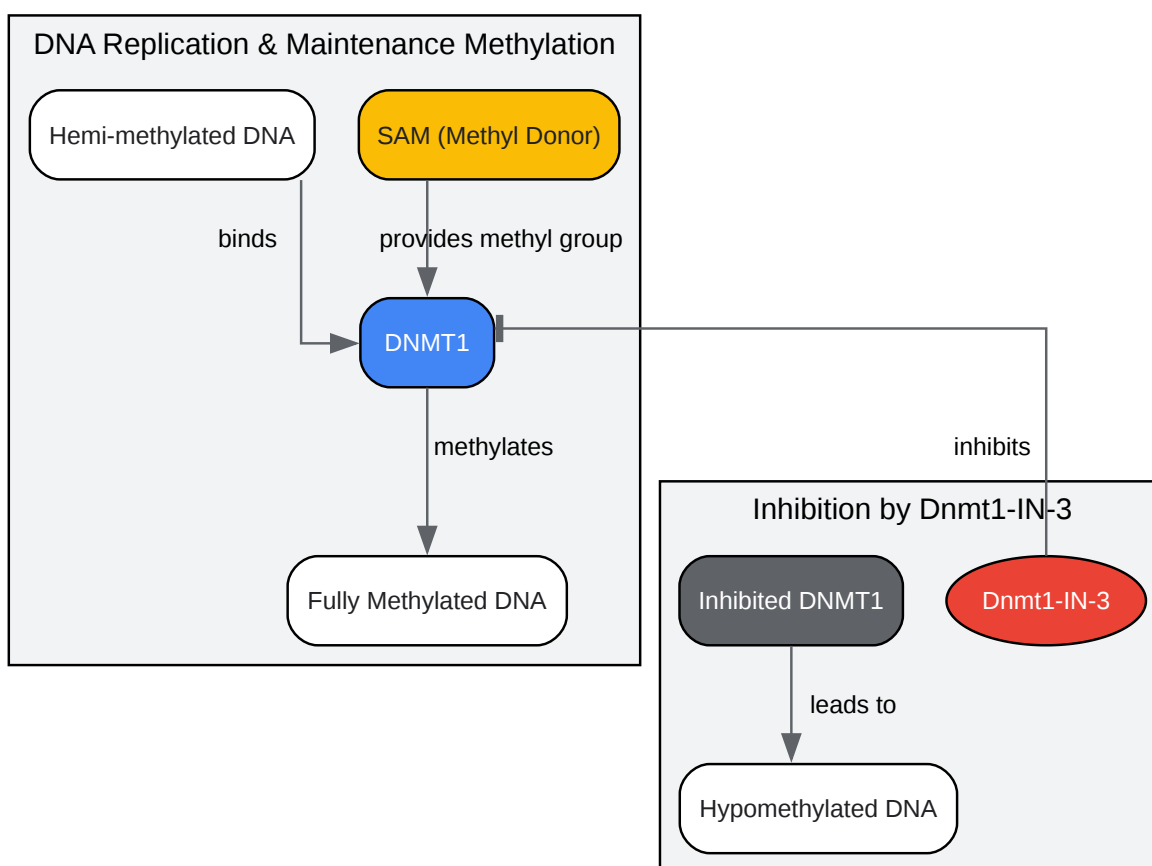 DNA Replication & Maintenance Methylation
Hemi-methylated DNA
SAM (Methyl Donor)
binds
provides methyl group
DNMT1
methylates
inhibits
Fully Methylated DNA
Inhibition by Dnmt1-IN-3
Inhibited DNMT1
Dnmt1-IN-3
leads to
Hypomethylated DNA